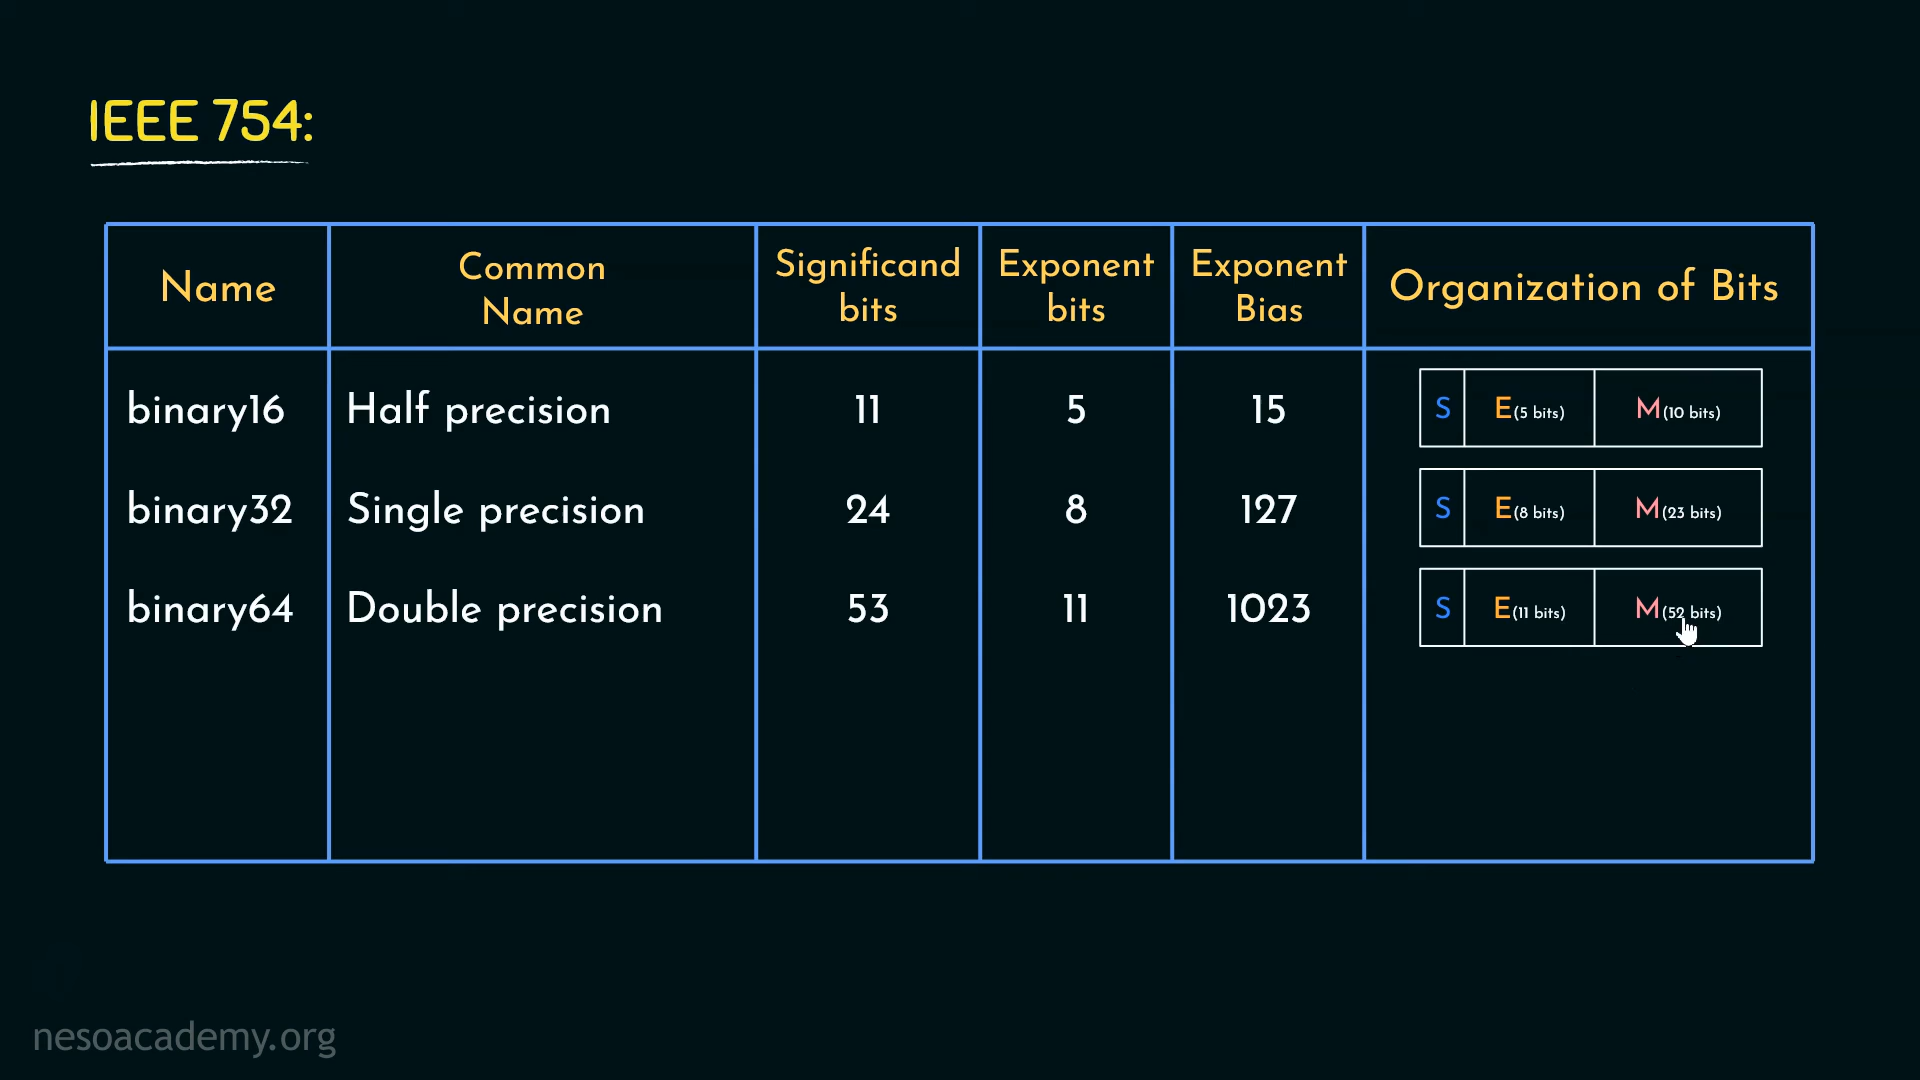 IEEE 754:
Name
Common
Name
Significand
bits
Exponent
bits
Exponent
Bias
Organization of Bits
binary16 Half precision 11 5 15 S E(5 bits) M(10 bits)
binary32 Single precision 24 8 127 S E(8 bits) M(23 bits)
binary64 Double precision 53 11 1023 S E(11 bits) M(52 bits)
nesoacademy.org